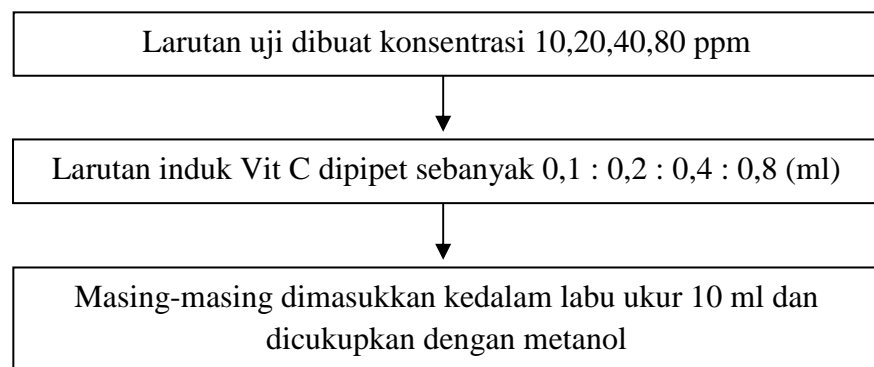 Larutan uji dibuat konsentrasi 10,20,40,80 ppm
Larutan induk Vit C dipipet sebanyak 0,1 : 0,2 : 0,4 : 0,8 (ml)
Masing-masing dimasukkan kedalam labu ukur 10 ml dan
dicukupkan dengan metanol